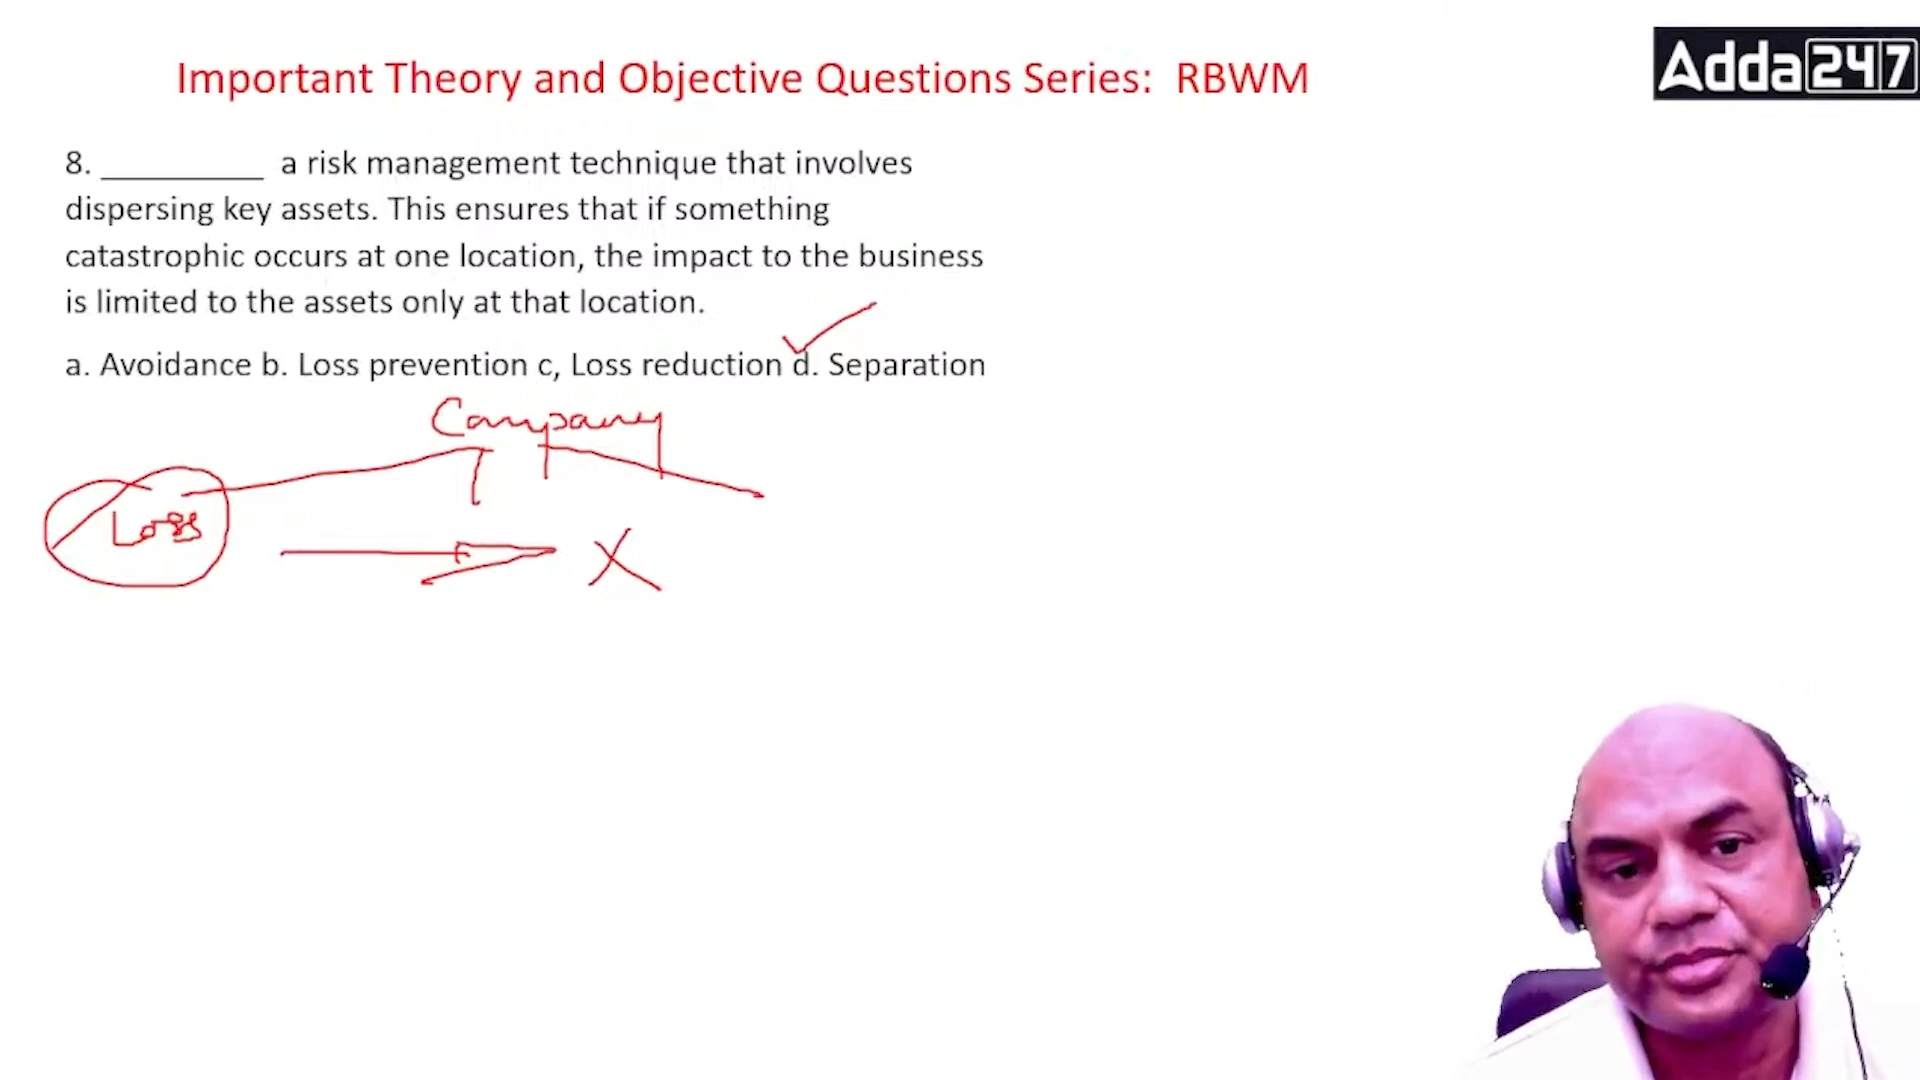 Important Theory and Objective Questions Series: RBWM
Adda247
8. __________ a risk management technique that involves
dispersing key assets. This ensures that if something
catastrophic occurs at one location, the impact to the business
is limited to the assets only at that location.
a. Avoidance b. Loss prevention c, Loss reduction d. Separation
Company
Loss
X